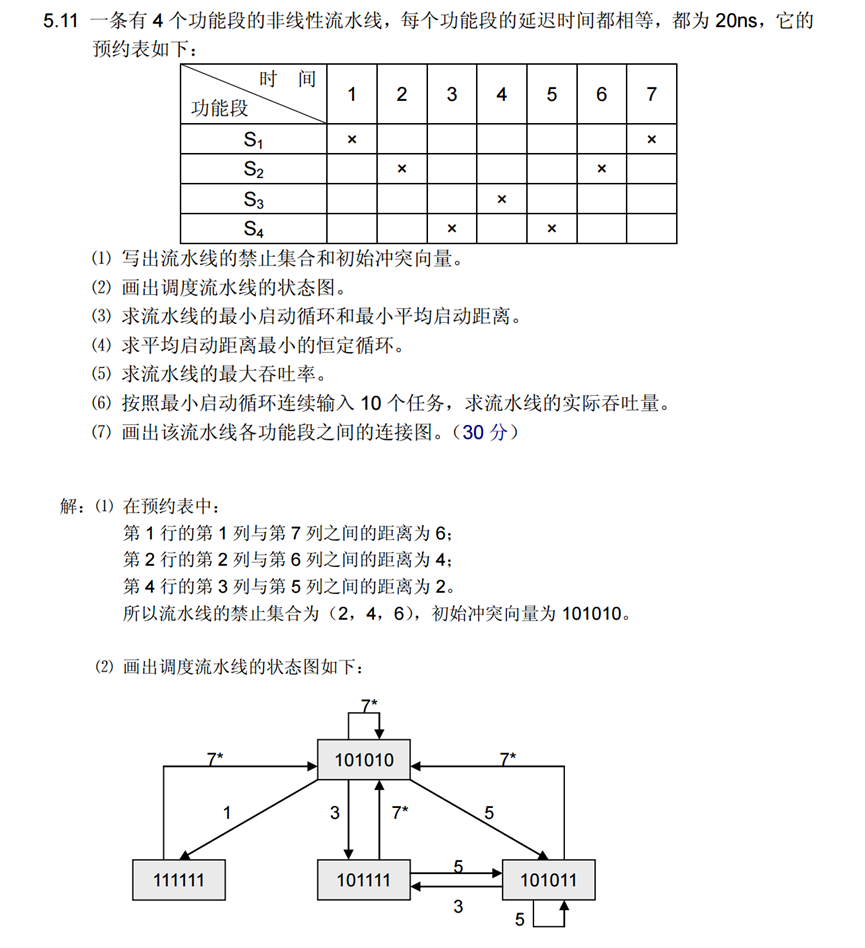 5.11 一条有 4 个功能段的非线性流水线，每个功能段的延迟时间都相等，都为 20ns，它的
预约表如下：
时 间
功能段
1 2 3 4 5 6 7
S1 × ×
S2 × ×
S3 ×
S4 × ×
⑴ 写出流水线的禁止集合和初始冲突向量。
⑵ 画出调度流水线的状态图。
⑶ 求流水线的最小启动循环和最小平均启动距离。
⑷ 求平均启动距离最小的恒定循环。
⑸ 求流水线的最大吞吐率。
⑹ 按照最小启动循环连续输入 10 个任务，求流水线的实际吞吐量。
⑺ 画出该流水线各功能段之间的连接图。（30 分）
解：⑴ 在预约表中：
第 1 行的第 1 列与第 7 列之间的距离为 6；
第 2 行的第 2 列与第 6 列之间的距离为 4；
第 4 行的第 3 列与第 5 列之间的距离为 2。
所以流水线的禁止集合为（2，4，6），初始冲突向量为 101010。
⑵ 画出调度流水线的状态图如下：
7*
7* 101010 7*
1 3 7* 5
5
111111 101111 101011
3
5